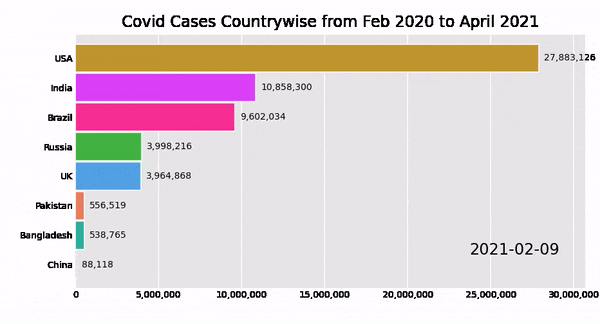 Covid Cases Countrywise from Feb 2020 to April 2021
USA
India 10,858,300
Brazil 9,602,034
Russia 3,998,216
UK 3,964,868
Pakistan 556,519
Bangladesh 538,765
China 88,118
2021-02-09
0 5,000,000 10,000,000 15,000,000 20,000,000 25,000,000 30,000,000